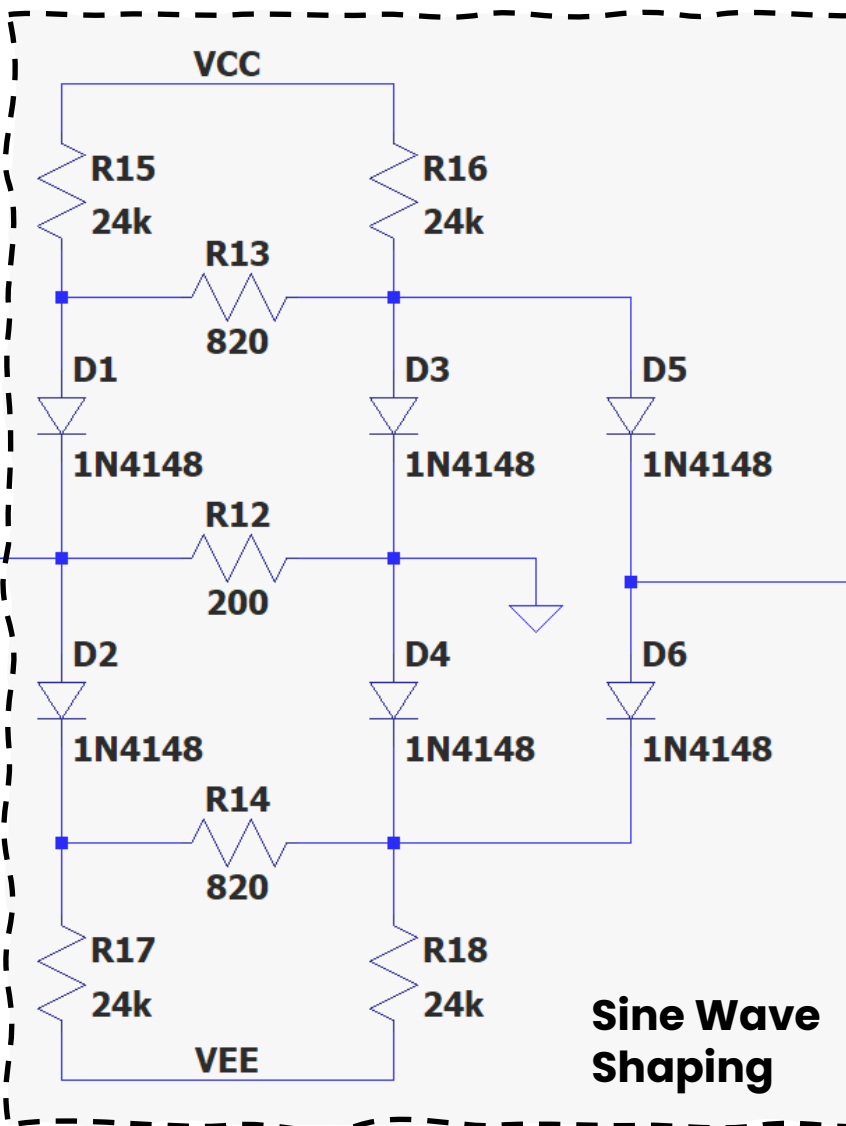 VCC
R15
24k
R16
24k
R13
820
D1
1N4148
D3
1N4148
D5
1N4148
R12
200
D2
1N4148
D4
1N4148
D6
1N4148
R14
820
R17
24k
R18
24k
VEE
Sine Wave
Shaping